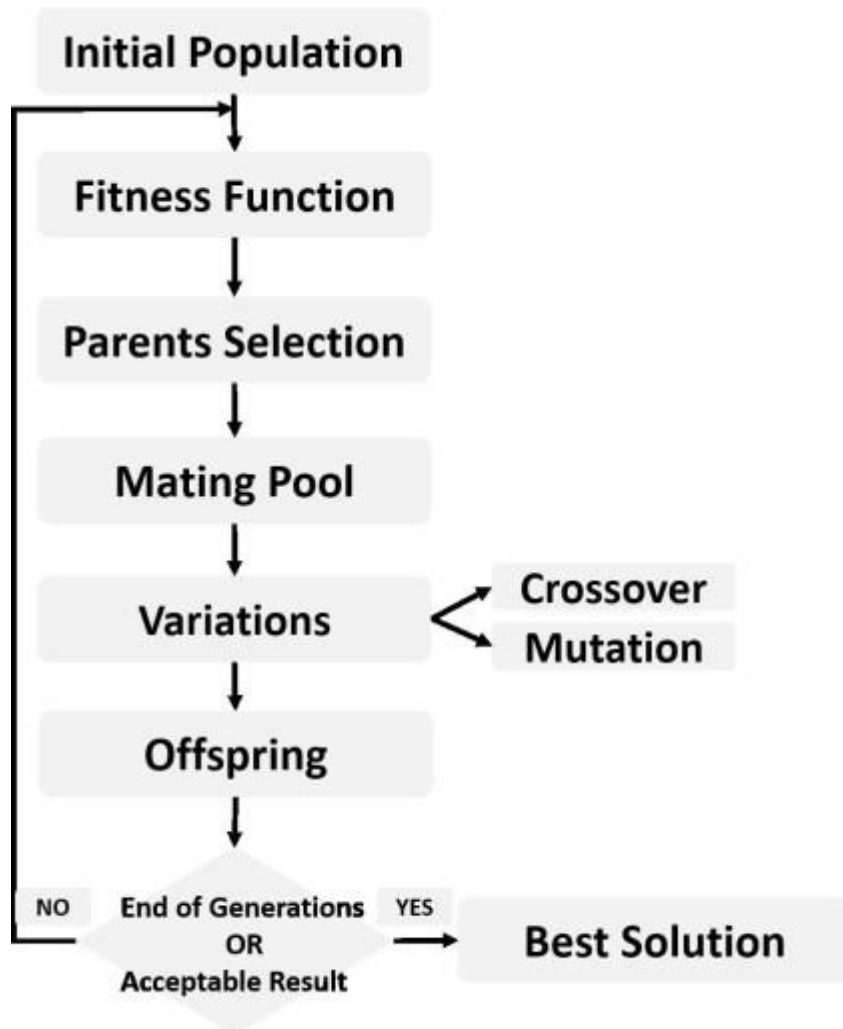 Initial Population
Fitness Function
Parents Selection
Mating Pool
Variations
Crossover
Mutation
Offspring
NO
End of Generations
OR
Acceptable Result
YES
Best Solution